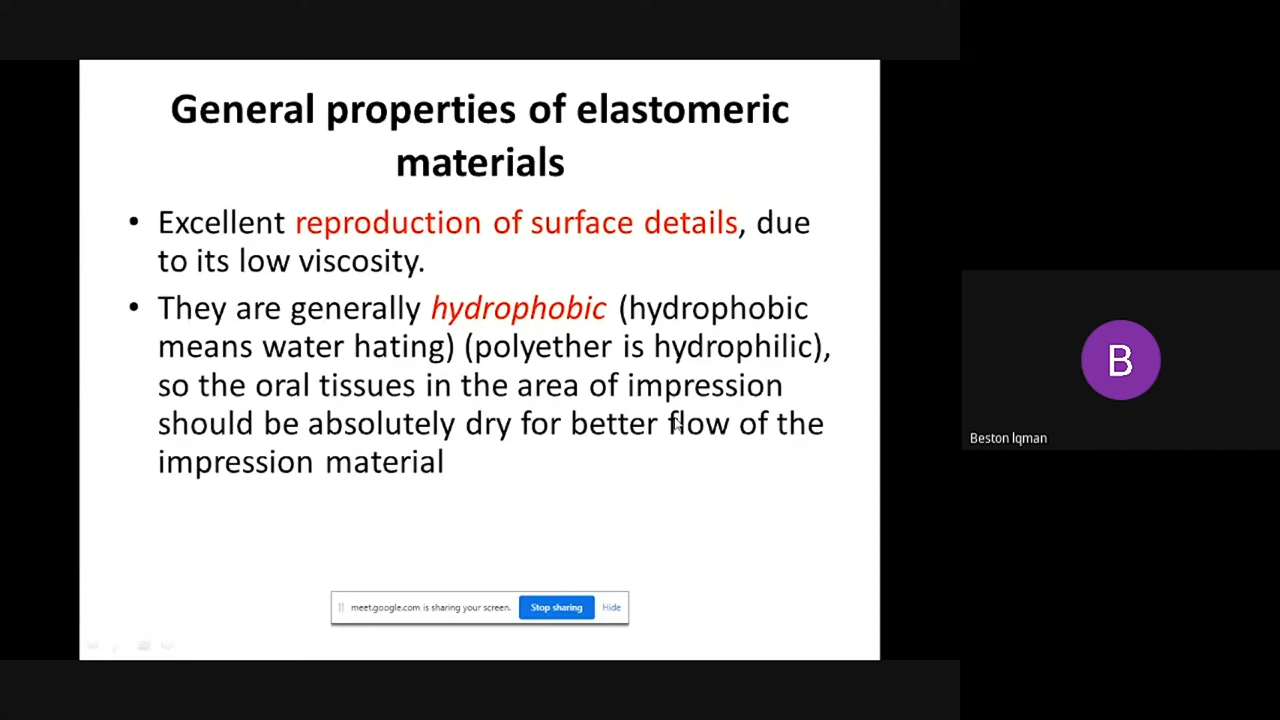 General properties of elastomeric
materials
• Excellent reproduction of surface details, due
to its low viscosity.
• They are generally hydrophobic (hydrophobic
means water hating) (polyether is hydrophilic),
so the oral tissues in the area of impression
should be absolutely dry for better flow of the
impression material
meet.google.com is sharing your screen. Stop sharing Hide
B
Beston lqman